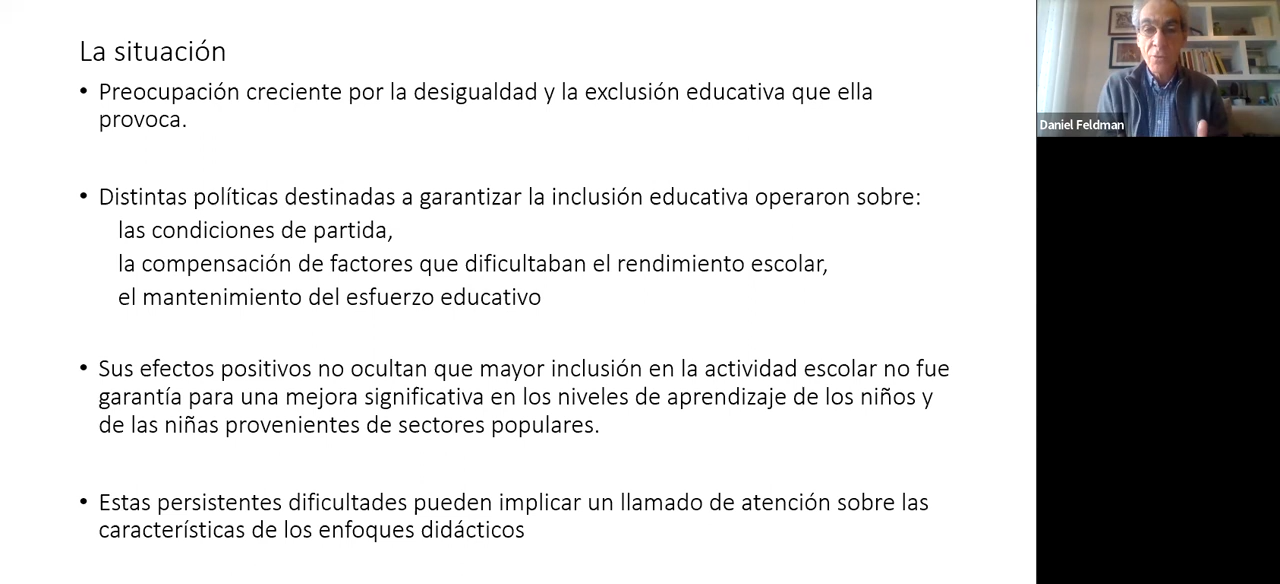 La situación
• Preocupación creciente por la desigualdad y la exclusión educativa que ella
provoca.
• Distintas políticas destinadas a garantizar la inclusión educativa operaron sobre:
las condiciones de partida,
la compensación de factores que dificultaban el rendimiento escolar,
el mantenimiento del esfuerzo educativo
• Sus efectos positivos no ocultan que mayor inclusión en la actividad escolar no fue
garantía para una mejora significativa en los niveles de aprendizaje de los niños y
de las niñas provenientes de sectores populares.
• Estas persistentes dificultades pueden implicar un llamado de atención sobre las
características de los enfoques didácticos
Daniel Feldman